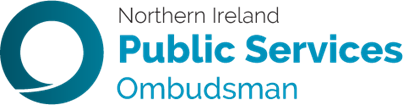 Northern Ireland
Public Services
Ombudsman